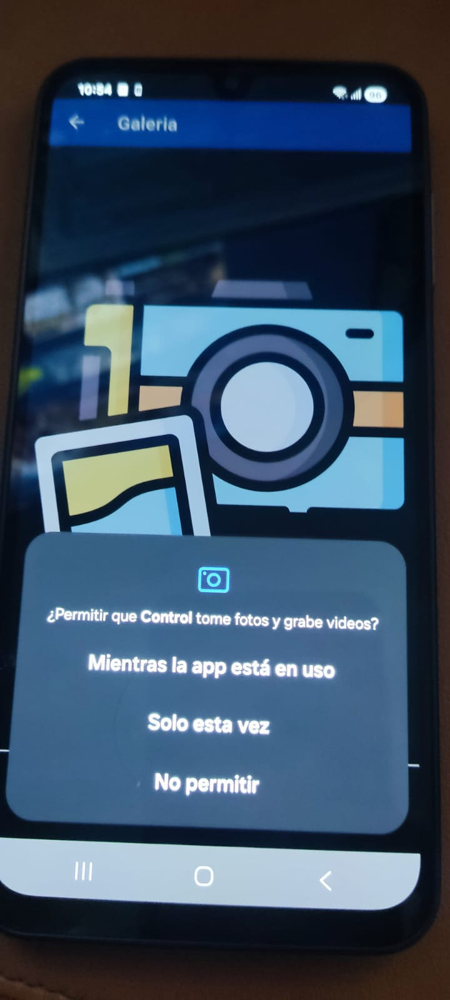 10:54
96
Galeria
¿Permitir que Control tome fotos y grabe videos?
Mientras la app está en uso
Solo esta vez
No permitir